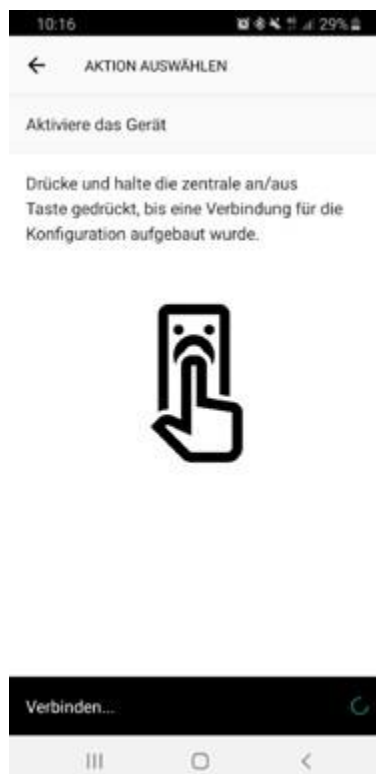 10:16
29%
AKTION AUSWÄHLEN
Aktiviere das Gerät
Drücke und halte die zentrale an/aus
Taste gedrückt, bis eine Verbindung für die
Konfiguration aufgebaut wurde.
Verbinden...